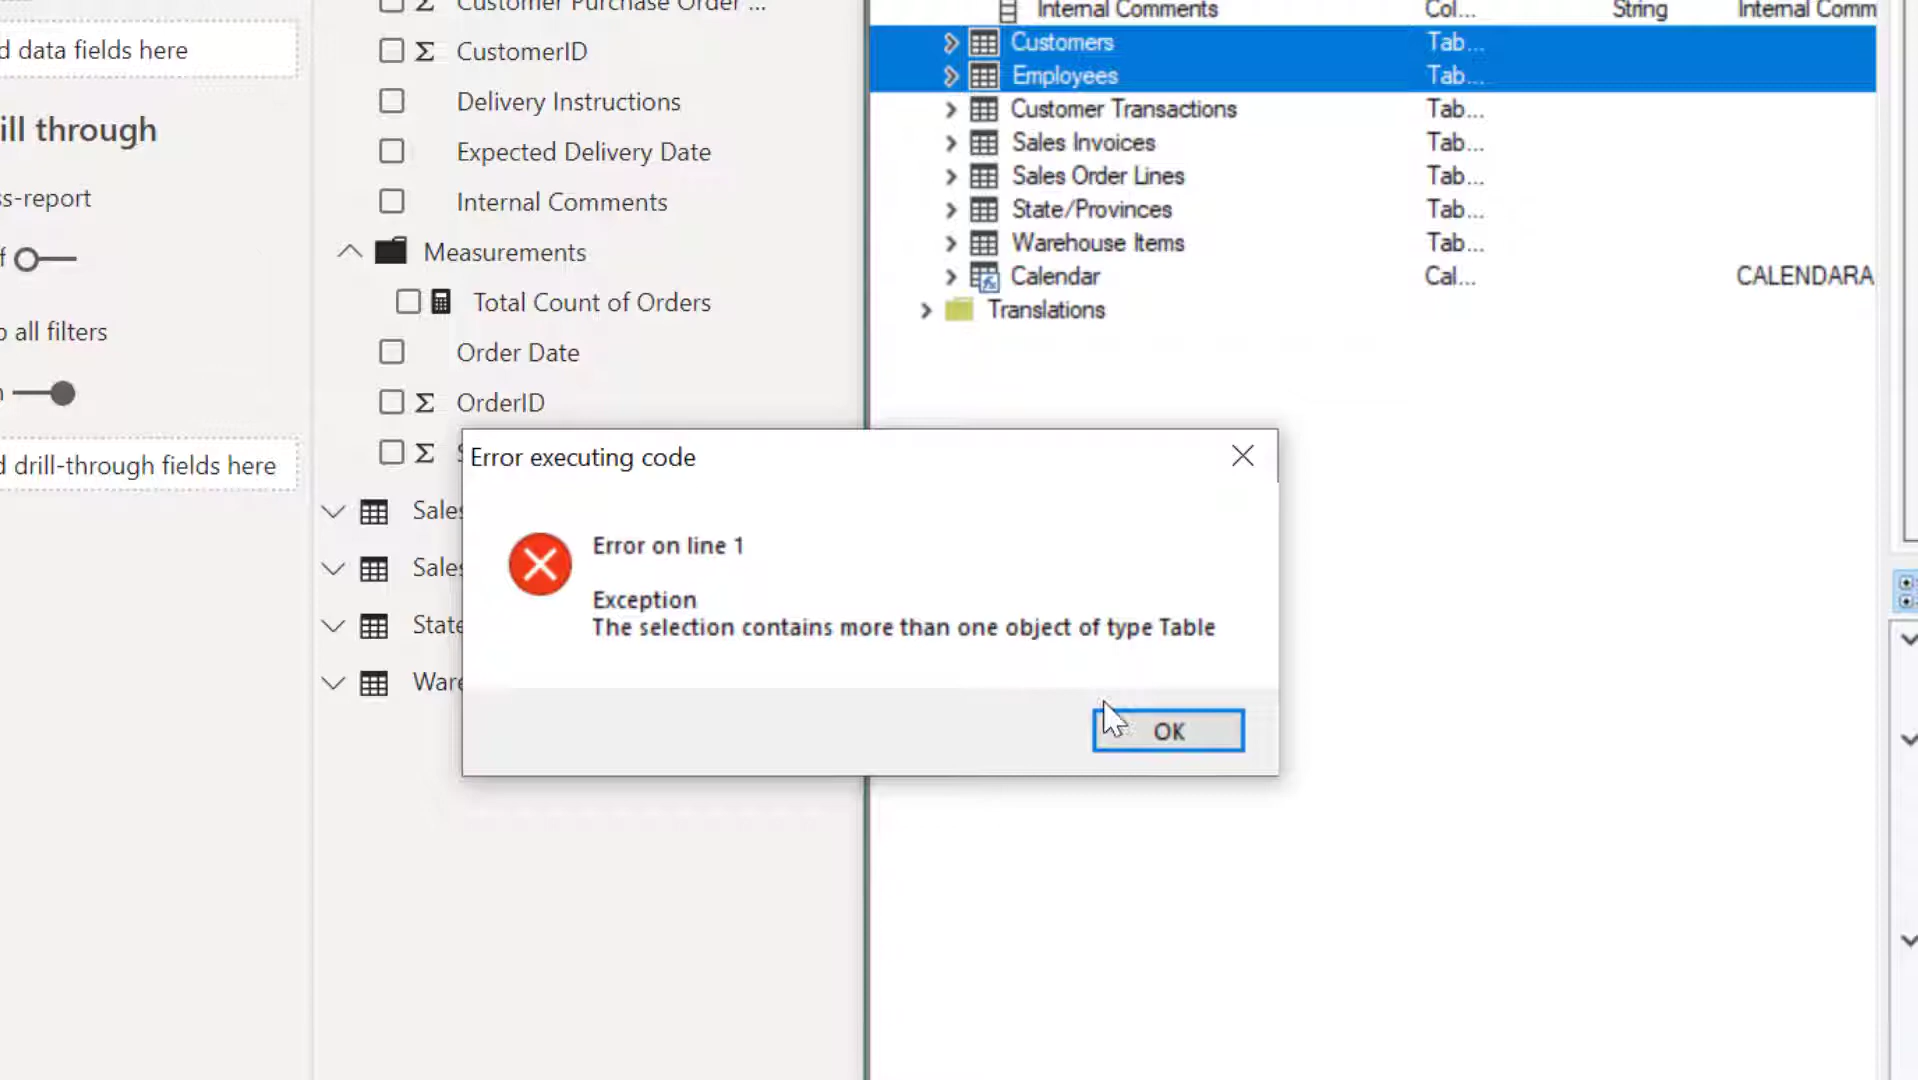 Customer Purchase Order ...
d data fields here
CustomerID
Delivery Instructions
ill through
Expected Delivery Date
s-report
Internal Comments
f
Measurements
Total Count of Orders
p all filters
Order Date
n
OrderID
d drill-through fields here
S
Sales
Sales
State
Ware
Internal Comments Col... String Internal Comm
Customers Tab...
Employees Tab...
Customer Transactions Tab...
Sales Invoices Tab...
Sales Order Lines Tab...
State/Provinces Tab...
Warehouse Items Tab...
Calendar Cal... CALENDARA
Translations
Error executing code
Error on line 1
Exception
The selection contains more than one object of type Table
OK